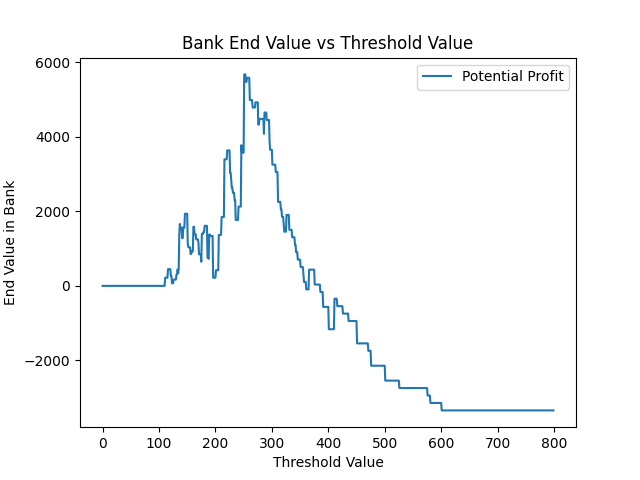 Bank End Value vs Threshold Value
Potential Profit
End Value in Bank
6000
4000
2000
0
−2000
0 100 200 300 400 500 600 700 800
Threshold Value